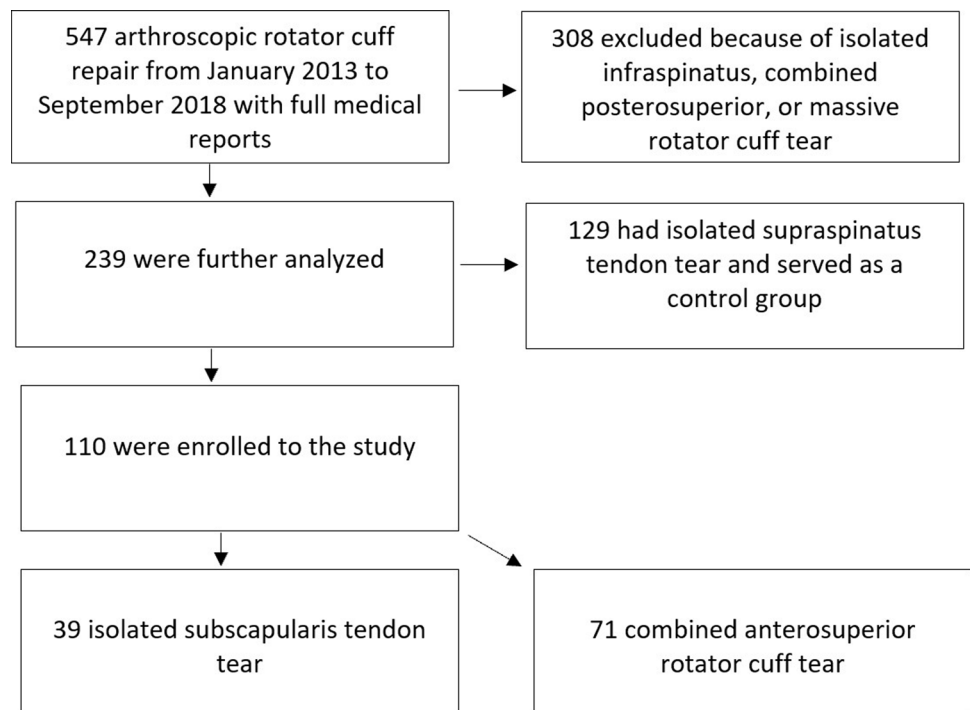 547 arthroscopic rotator cuff
repair from January 2013 to
September 2018 with full medical
reports
308 excluded because of isolated
infraspinatus, combined
posterosuperior, or massive
rotator cuff tear
239 were further analyzed
129 had isolated supraspinatus
tendon tear and served as a
control group
110 were enrolled to the study
39 isolated subscapularis tendon
tear
71 combined anterosuperior
rotator cuff tear